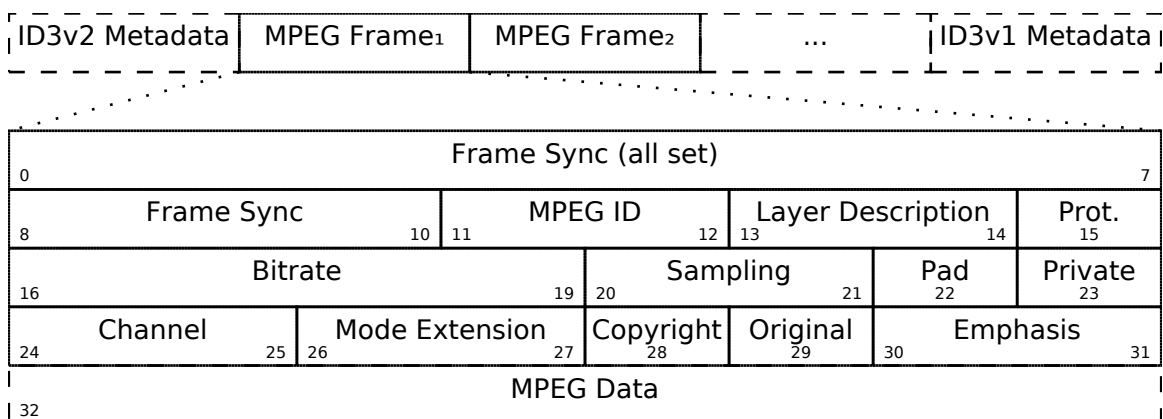 ID3v2 Metadata MPEG Frame₁ MPEG Frame₂ ... ID3v1 Metadata
Frame Sync (all set)
0 7
Frame Sync MPEG ID Layer Description Prot.
8 10 11 12 13 14 15
Bitrate Sampling Pad Private
16 19 20 21 22 23
Channel Mode Extension Copyright Original Emphasis
24 25 26 27 28 29 30 31
MPEG Data
32